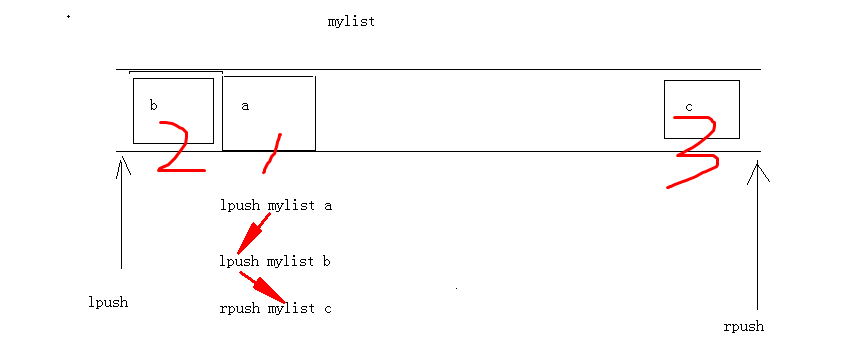 mylist
b a c
2 1 3
lpush mylist a
lpush mylist b
lpush
rpush mylist c
rpush